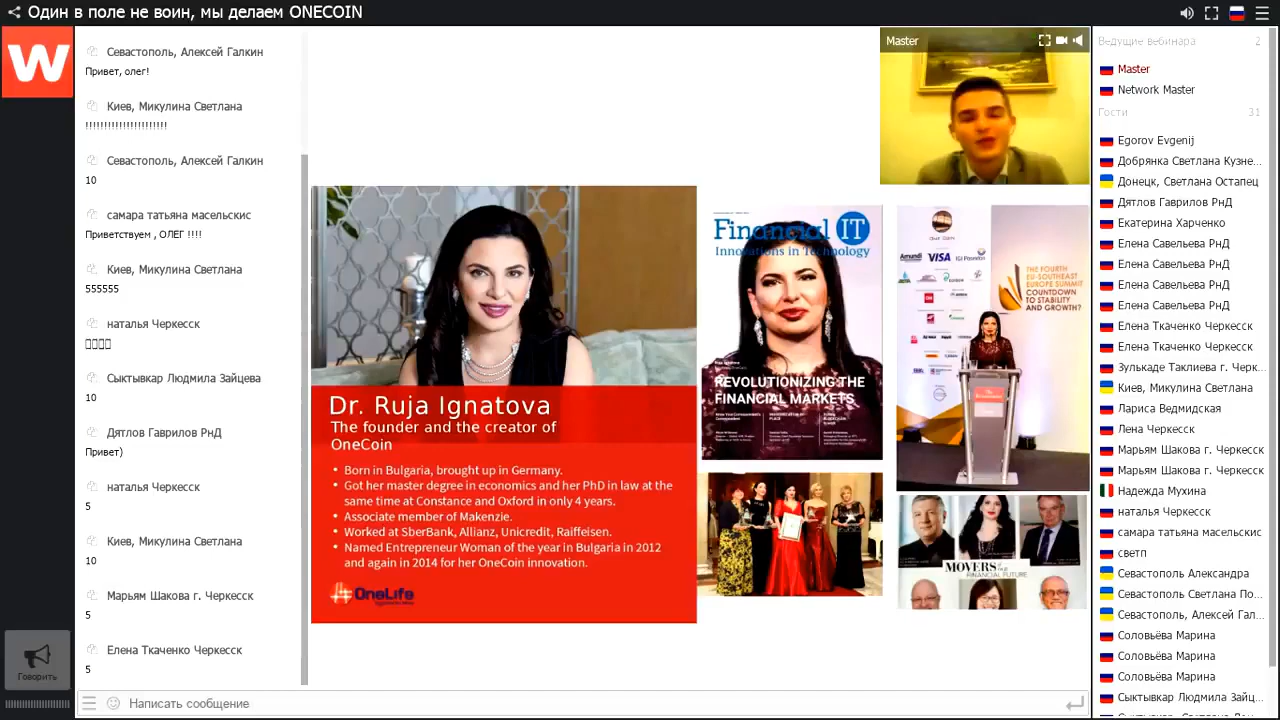 Один в поле не воин, мы делаем ONECOIN
W
Говорить
Севастополь, Алексей Галкин
Привет, олег!
Киев, Микулина Светлана
!!!!!!!!!!!!!!!!!!!!!!
Севастополь, Алексей Галкин
10
самара татьяна масельскис
Приветствуем , ОЛЕГ !!!!
Киев, Микулина Светлана
555555
наталья Черкесск
Сыктывкар Людмила Зайцева
10
Дятлов Гаврилов РнД
наталья Черкесск
5
Киев, Микулина Светлана
10
Марьям Шакова г. Черкесск
5
Елена Ткаченко Черкесск
5
Написать сообщение
Master
Dr. Ruja Ignatova
The founder and the creator of
OneCoin
• Born in Bulgaria, brought up in Germany.
• Got her master degree in economics and her PhD in law at the
same time at Constance and Oxford in only 4 years.
• Associate member of Makenzie.
• Worked at SberBank, Allianz, Unicredit, Raiffeisen.
• Named Entrepreneur Woman of the year in Bulgaria in 2012
and again in 2014 for her OneCoin innovation.
OneLife
Financial IT
Innovations in Technology
REVOLUTIONIZING THE
FINANCIAL MARKETS
Amundi
VISA
THE FOURTH
EU-SOUTHEAST
EUROPE SUMMIT
COUNTDOWN
TO STABILITY
AND GROWTH?
MOVERS
FINANCIAL FUTURE
Ведущие вебинара 2
Master
Network Master
Гости 31
Egorov Evgenij
Добрянка Светлана Кузне...
Донецк, Светлана Остапец
Дятлов Гаврилов РнД
Екатерина Харченко
Елена Савельева РнД
Елена Савельева РнД
Елена Савельева РнД
Елена Савельева РнД
Елена Ткаченко Черкесск
Елена Ткаченко Черкесск
Зульхаде Такушева г. Черк...
Киев, Микулина Светлана
Лариса Ведмитская
Лена Черкесск
Марьям Шакова г. Черкесск
Марьям Шакова г. Черкесск
Надежда Мухина
наталья Черкесск
самара татьяна масельскис
светл
Севастополь Александра
Севастополь Светлана По...
Севастополь, Алексей Гал...
Соловьёва Марина
Соловьёва Марина
Соловьёва Марина
Сыктывкар Людмила Зайц...